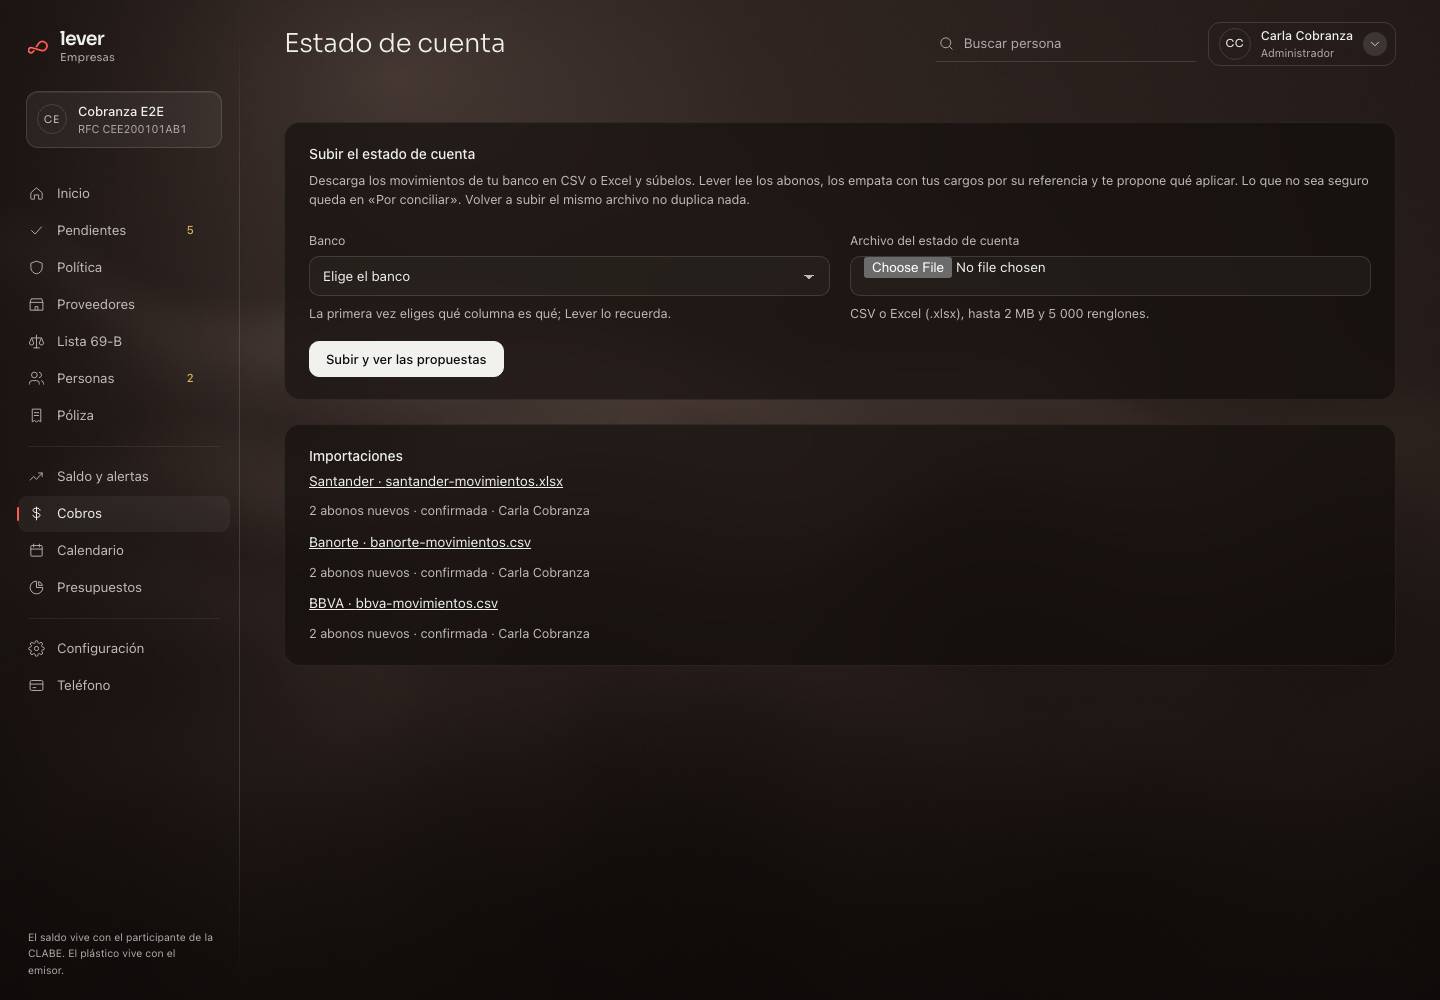 lever
Empresas
Estado de cuenta
Buscar persona
CC
Carla Cobranza
Administrador
CE
Cobranza E2E
RFC CEE200101AB1
Inicio
Pendientes 5
Política
Proveedores
Lista 69-B
Personas 2
Póliza
Saldo y alertas
Cobros
Calendario
Presupuestos
Configuración
Teléfono
El saldo vive con el participante de la
CLABE. El plástico vive con el
emisor.
Subir el estado de cuenta
Descarga los movimientos de tu banco en CSV o Excel y súbelos. Lever lee los abonos, los empata con tus cargos por su referencia y te propone qué aplicar. Lo que no sea seguro
queda en «Por conciliar». Volver a subir el mismo archivo no duplica nada.
Banco
Elige el banco
La primera vez eliges qué columna es qué; Lever lo recuerda.
Archivo del estado de cuenta
Choose File No file chosen
CSV o Excel (.xlsx), hasta 2 MB y 5 000 renglones.
Subir y ver las propuestas
Importaciones
Santander · santander-movimientos.xlsx
2 abonos nuevos · confirmada · Carla Cobranza
Banorte · banorte-movimientos.csv
2 abonos nuevos · confirmada · Carla Cobranza
BBVA · bbva-movimientos.csv
2 abonos nuevos · confirmada · Carla Cobranza